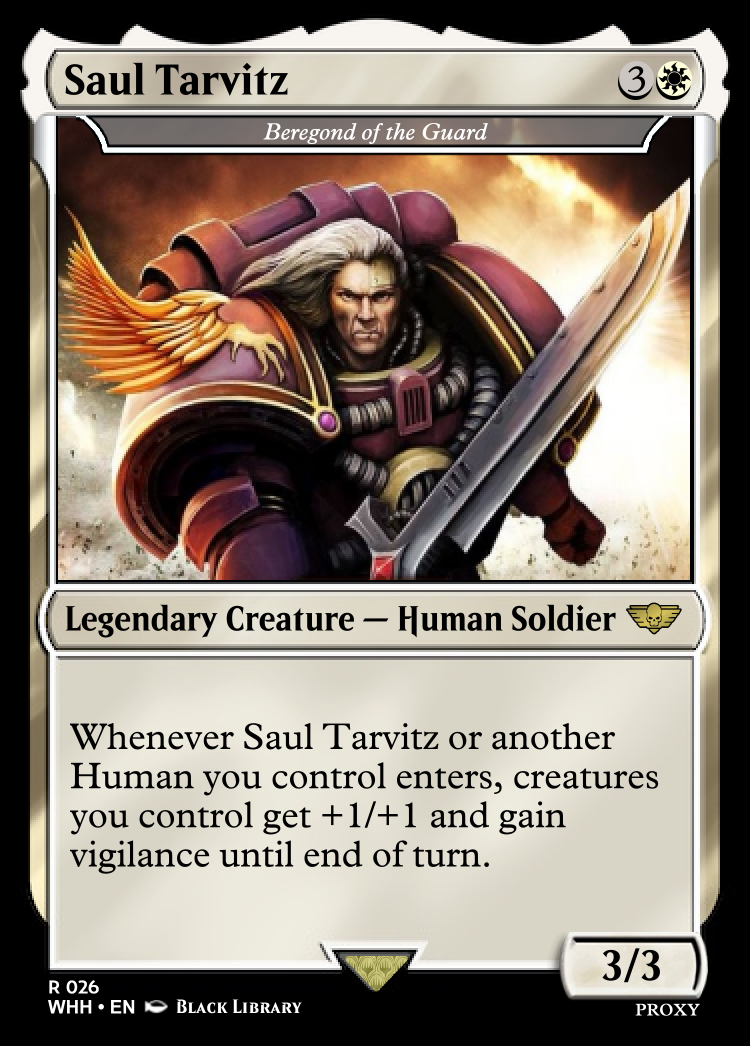 Saul Tarvitz 3
Beregond of the Guard
Legendary Creature — Human Soldier
Whenever Saul Tarvitz or another
Human you control enters, creatures
you control get +1/+1 and gain
vigilance until end of turn.
3/3
R 026
WHH • EN BLACK LIBRARY
PROXY